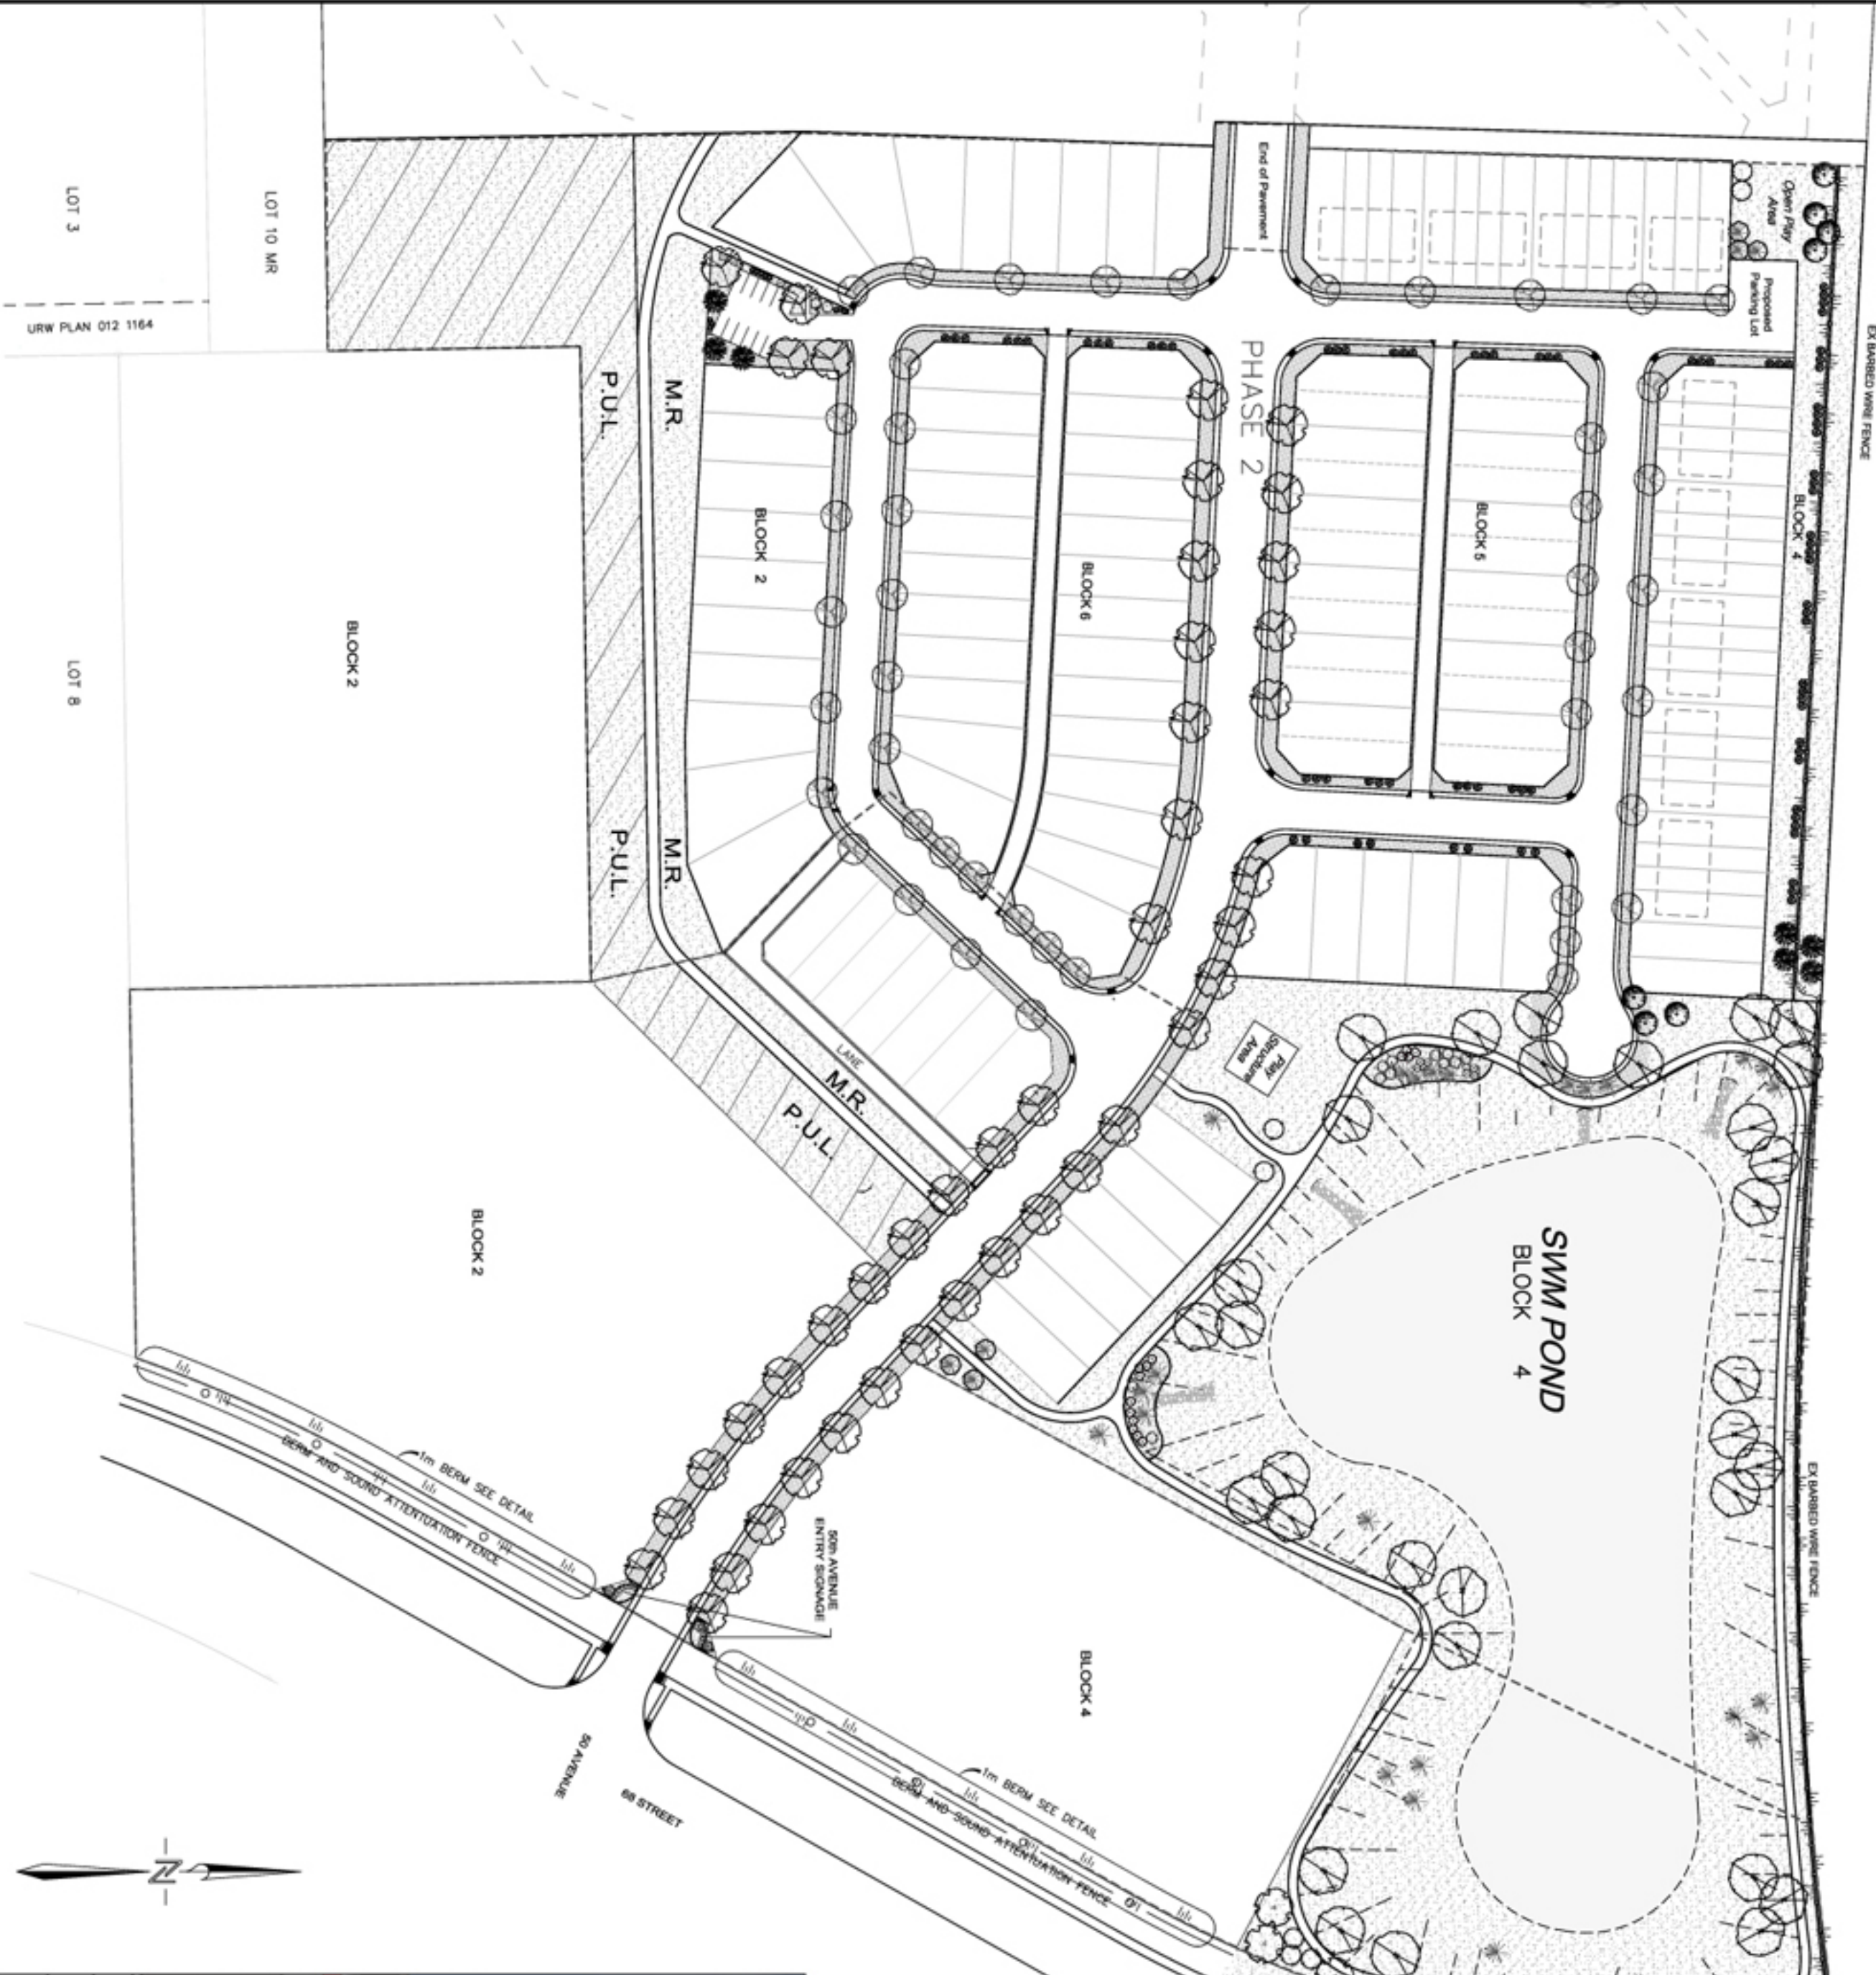 End of Pavement
Open Play
Area
Proposed
Parking Lot
EX BARBED WIRE FENCE
LOT 3
LOT 10 MR
URW PLAN 012 1164
PHASE 2
P.U.L.
M.R.
BLOCK 2
BLOCK 6
BLOCK 5
BLOCK 4
BLOCK 2
LOT 8
P.U.L.
M.R.
Play
Structure
Area
LANE
M.R.
P.U.L.
BLOCK 2
SWM POND
BLOCK 4
1m BERM SEE DETAIL
BERM AND SOUND ATTENTUATION FENCE
50th AVENUE
ENTRY SIGNAGE
EX BARBED WIRE FENCE
BLOCK 4
50 AVENUE
68 STREET
1m BERM SEE DETAIL
BERM AND SOUND ATTENTUATION FENCE
N